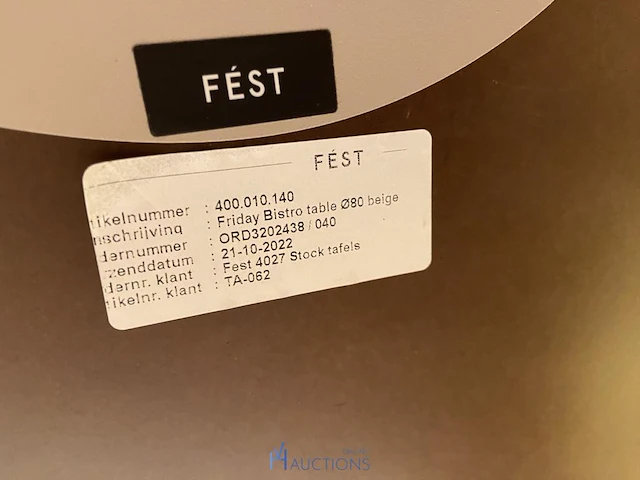 FÉST
FÉST
ikelnummer : 400.010.140
nschrijving : Friday Bistro table Ø80 beige
dernummer : ORD3202438 / 040
zenddatum : 21-10-2022
dernr. klant : Fest 4027 Stock tafels
ikelnr. klant : TA-062
AUCTIONS